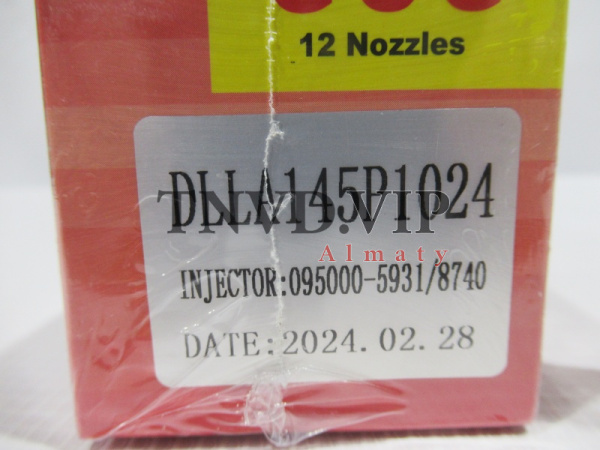 12 Nozzles
DLLA145P1024
TNVD.VIP
Almaty
INJECTOR:095000-5931/8740
DATE:2024.02.28